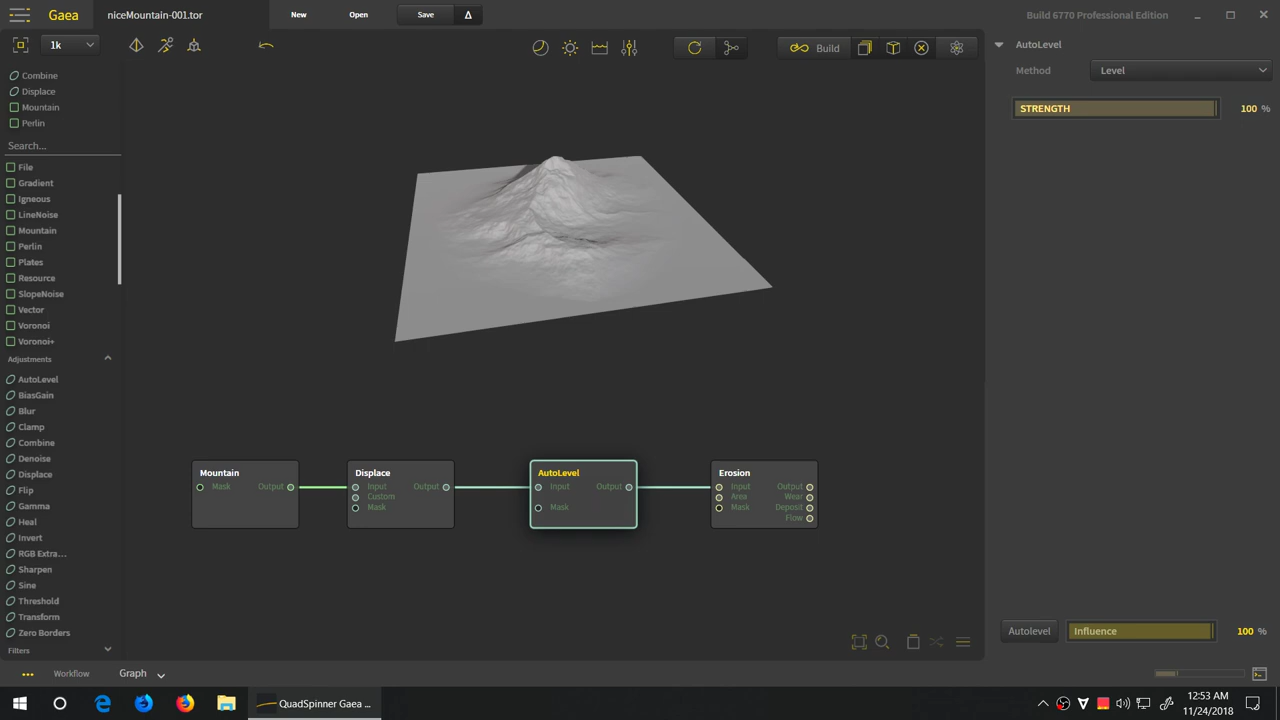 Gaea
niceMountain-001.tor
New
Open
Save
Build 6770 Professional Edition
1k
Build
AutoLevel
Method
Level
STRENGTH
100 %
Combine
Displace
Mountain
Perlin
Search...
File
Gradient
Igneous
LineNoise
Mountain
Perlin
Plates
Resource
SlopeNoise
Vector
Voronoi
Voronoi+
Adjustments
AutoLevel
BiasGain
Blur
Clamp
Combine
Denoise
Displace
Flip
Gamma
Heal
Invert
RGB Extra...
Sharpen
Sine
Threshold
Transform
Zero Borders
Filters
Mountain
Mask
Output
Displace
Input
Output
Custom
Mask
AutoLevel
Input
Output
Mask
Erosion
Input
Output
Area
Wear
Mask
Deposit
Flow
Autolevel
Influence
100 %
Workflow
Graph
QuadSpinner Gaea ...
12:53 AM
11/24/2018